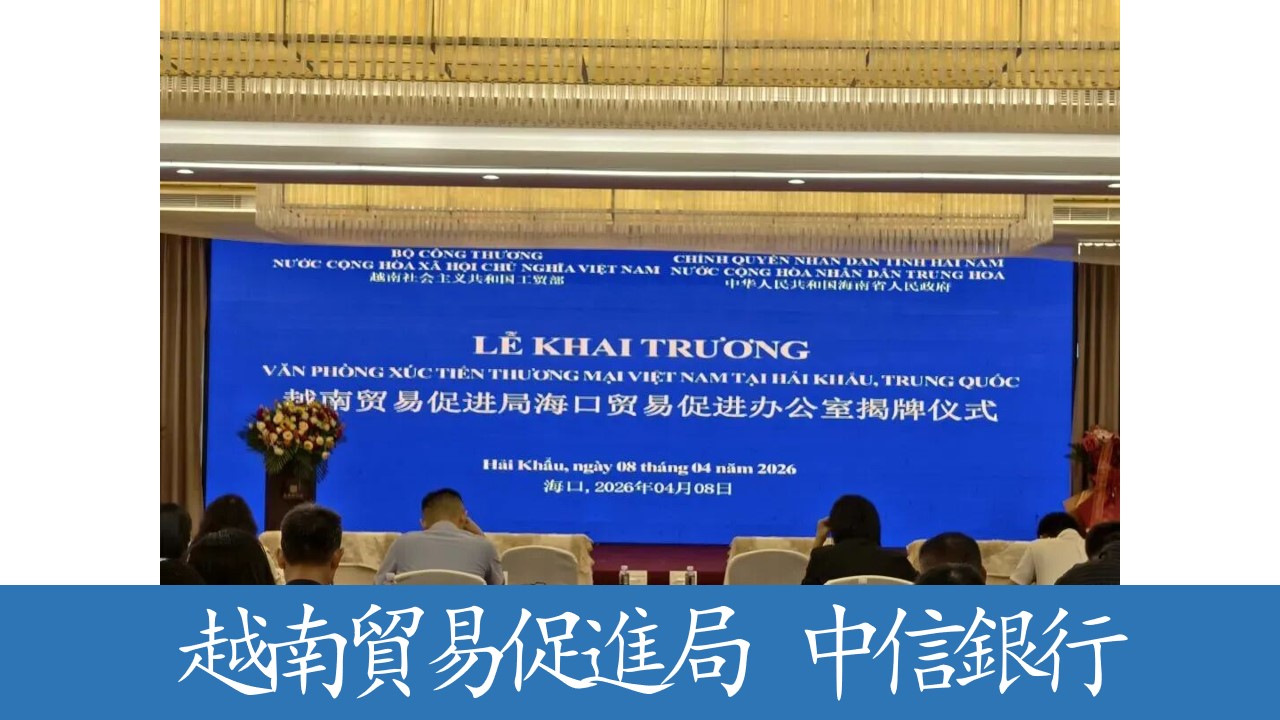 BỘ CÔNG THƯƠNG
NƯỚC CỘNG HÒA XÃ HỘI CHỦ NGHĨA VIỆT NAM
越南社会主义共和国工贸部
CHÍNH QUYỀN NHÂN DÂN TỈNH HẢI NAM
NƯỚC CỘNG HÒA NHÂN DÂN TRUNG HOA
中华人民共和国海南省人民政府
LỄ KHAI TRƯƠNG
VĂN PHÒNG XÚC TIẾN THƯƠNG MẠI VIỆT NAM TẠI HẢI KHẨU, TRUNG QUỐC
越南贸易促进局海口贸易促进办公室揭牌仪式
Hải Khẩu, ngày 08 tháng 04 năm 2026
海口, 2026年04月08日
越南貿易促進局 中信銀行